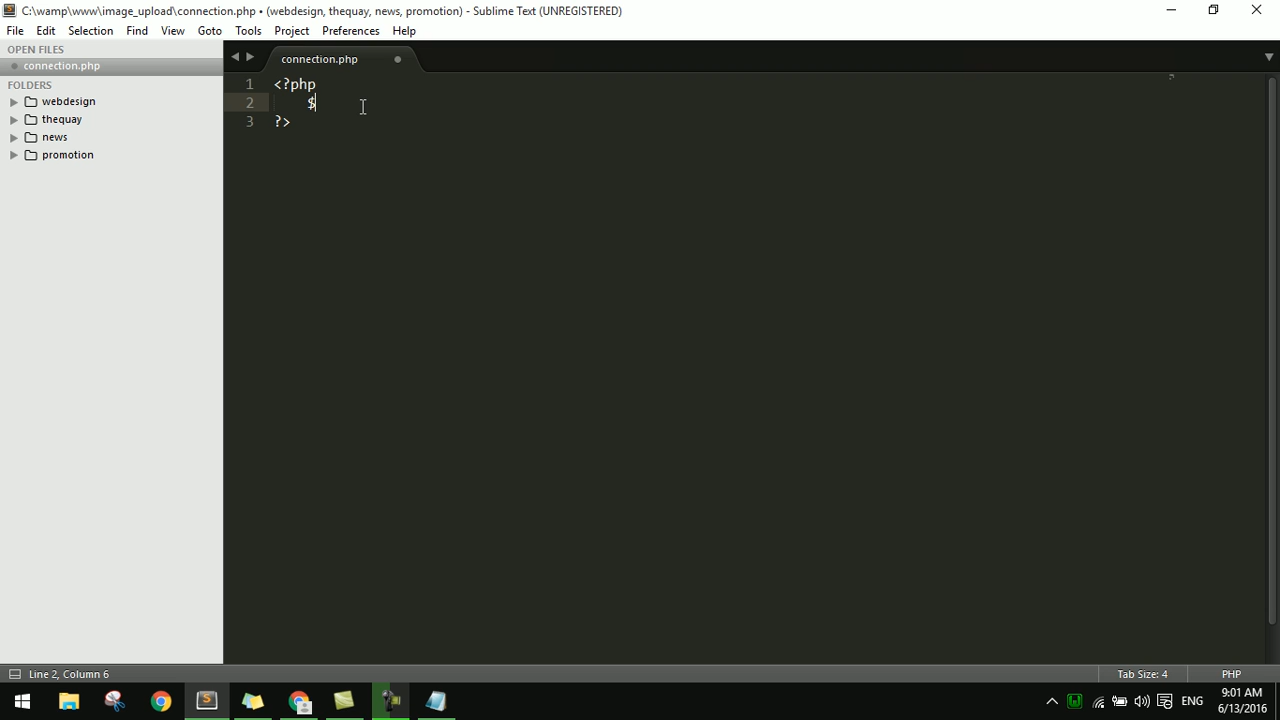 C:\wamp\www\image_upload\connection.php • (webdesign, thequay, news, promotion) - Sublime Text (UNREGISTERED)
File Edit Selection Find View Goto Tools Project Preferences Help
OPEN FILES
connection.php
FOLDERS
webdesign
thequay
news
promotion
connection.php
1 <?php
2 $
3 ?>
Line 2, Column 6
Tab Size: 4
PHP
ENG
9:01 AM
6/13/2016